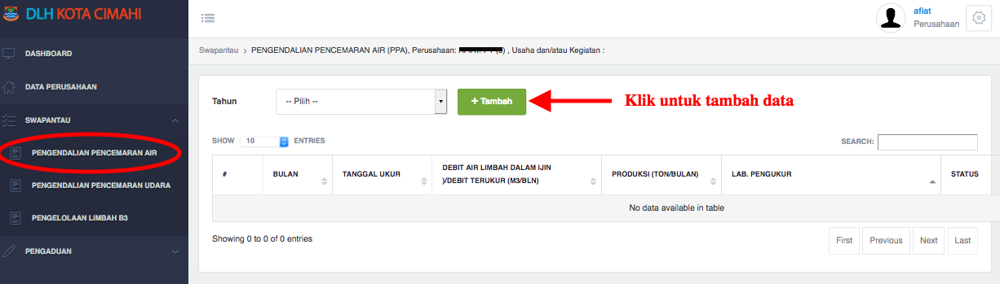 DLH KOTA CIMAHI
afiat
Perusahaan
DASHBOARD
DATA PERUSAHAAN
SWAPANTAU
PENGENDALIAN PENCEMARAN AIR
PENGENDALIAN PENCEMARAN UDARA
PENGELOLAAN LIMBAH B3
PENGADUAN
Swapantau > PENGENDALIAN PENCEMARAN AIR (PPA), Perusahaan: , Usaha dan/atau Kegiatan :
Tahun -- Pilih -- + Tambah Klik untuk tambah data
SHOW 10 ENTRIES SEARCH:
# BULAN TANGGAL UKUR DEBIT AIR LIMBAH DALAM IJIN PRODUKSI (TON/BULAN) LAB. PENGUKUR STATUS
)/DEBIT TERUKUR (M3/BLN)
No data available in table
Showing 0 to 0 of 0 entries First Previous Next Last